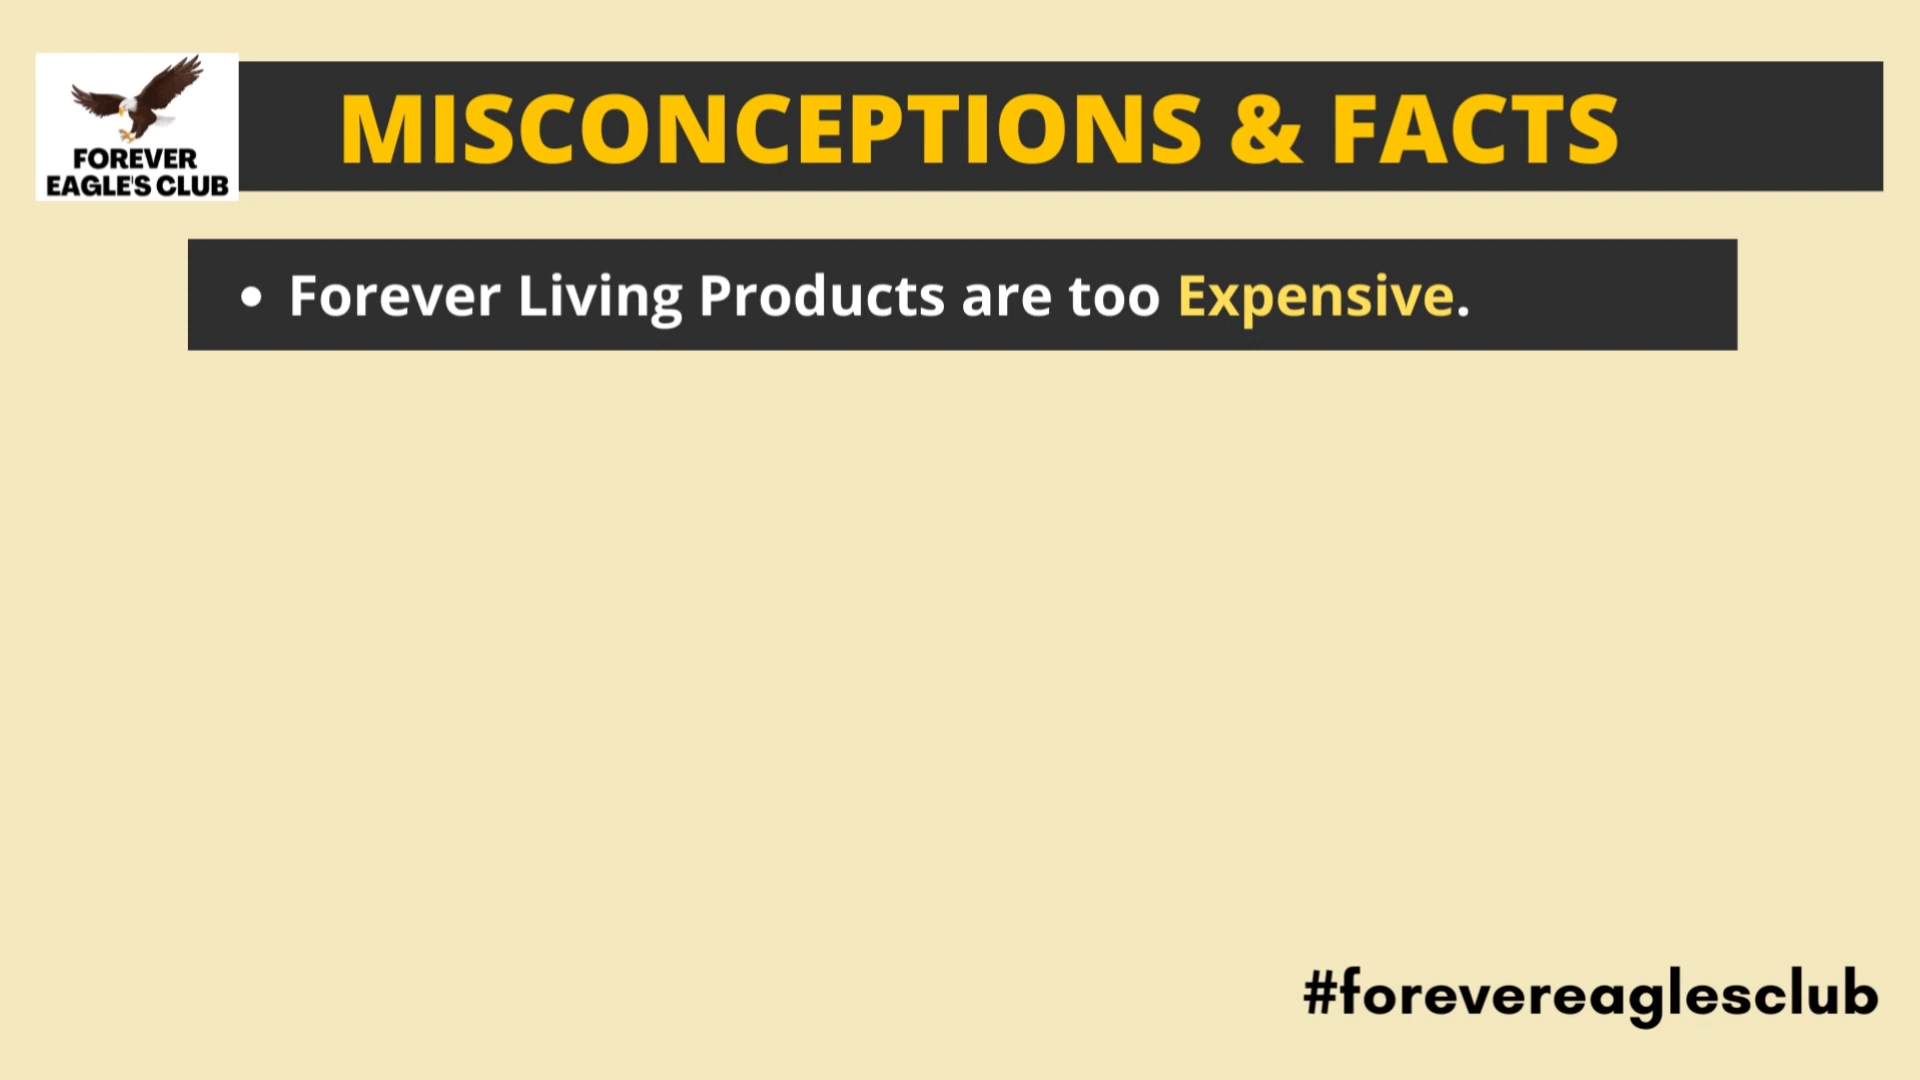 FOREVER
EAGLE'S CLUB
MISCONCEPTIONS & FACTS
• Forever Living Products are too Expensive.
#forevereaglesclub